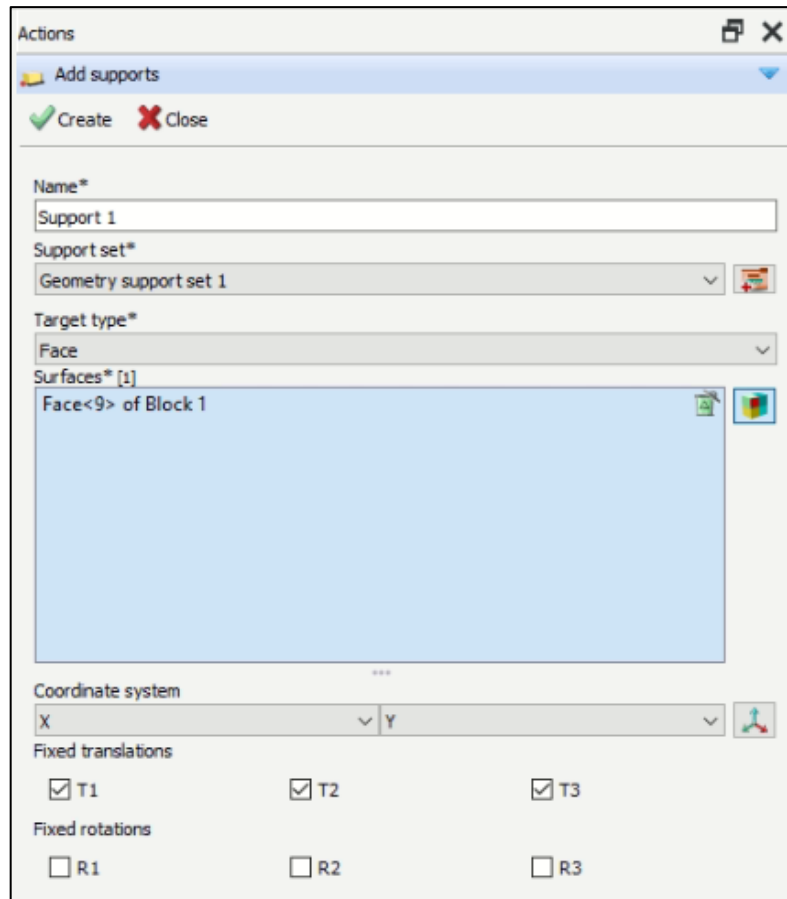 Actions
Add supports
Create Close
Name*
Support 1
Support set*
Geometry support set 1
Target type*
Face
Surfaces* [1]
Face<9> of Block 1
Coordinate system
X Y
Fixed translations
T1 T2 T3
Fixed rotations
R1 R2 R3